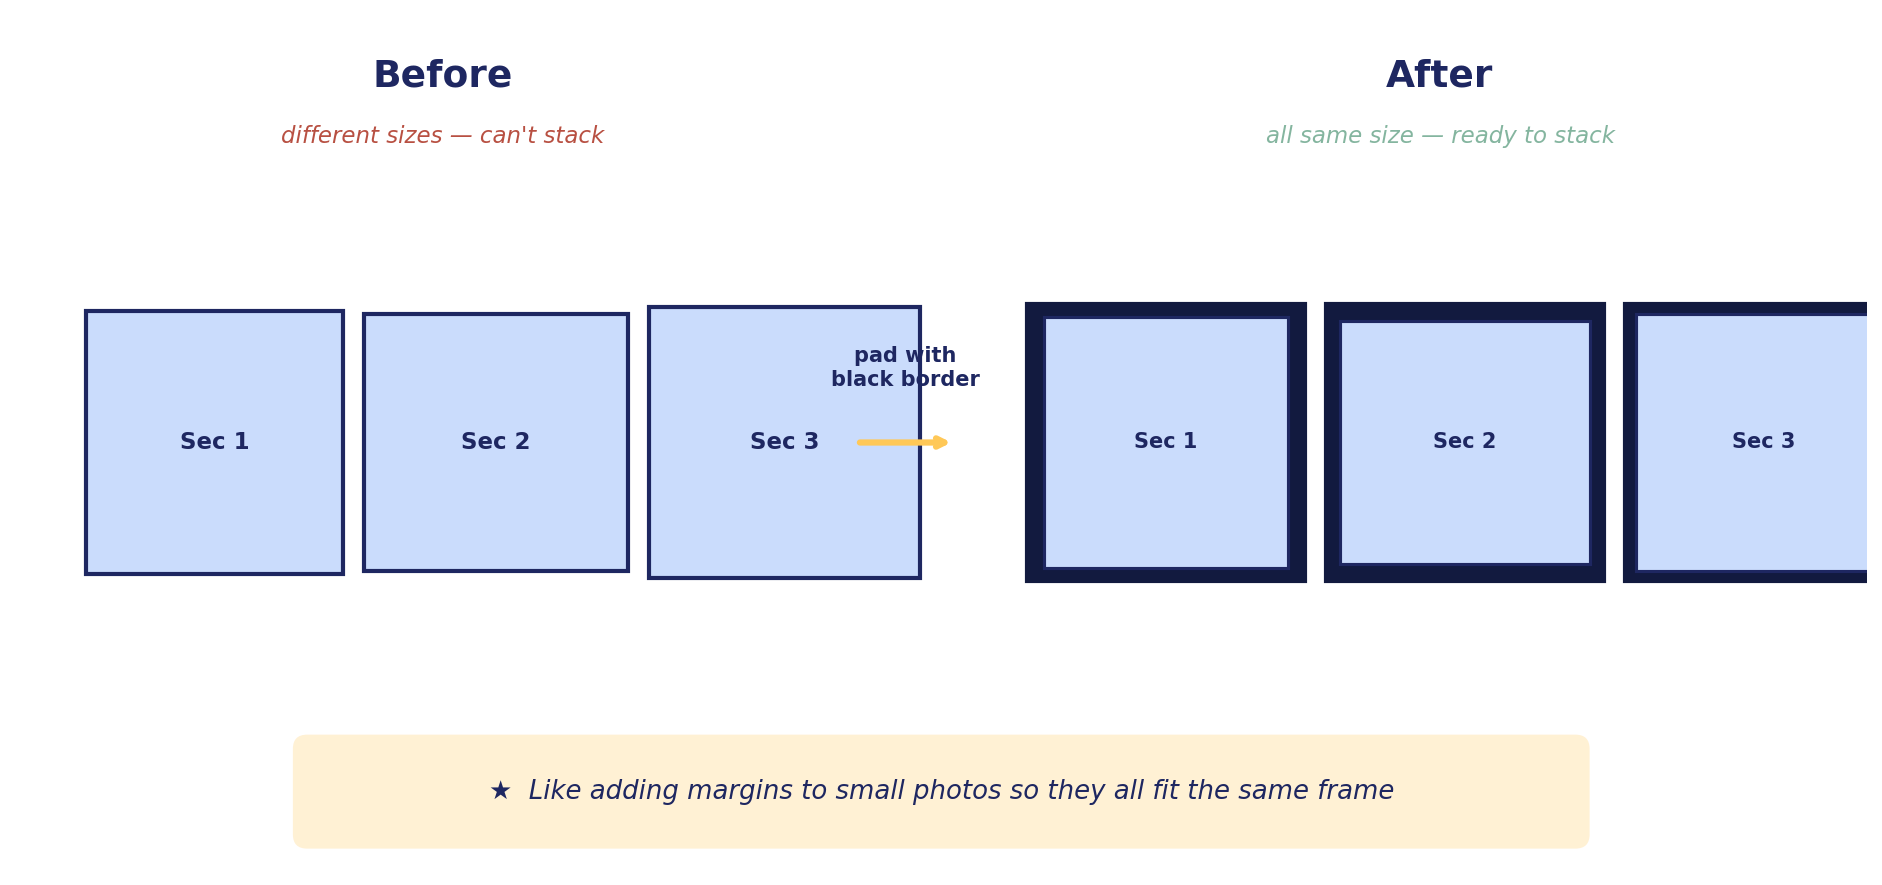 Before
different sizes — can't stack
Sec 1
Sec 2
Sec 3
pad with
black border
After
all same size — ready to stack
Sec 1
Sec 2
Sec 3
★ Like adding margins to small photos so they all fit the same frame